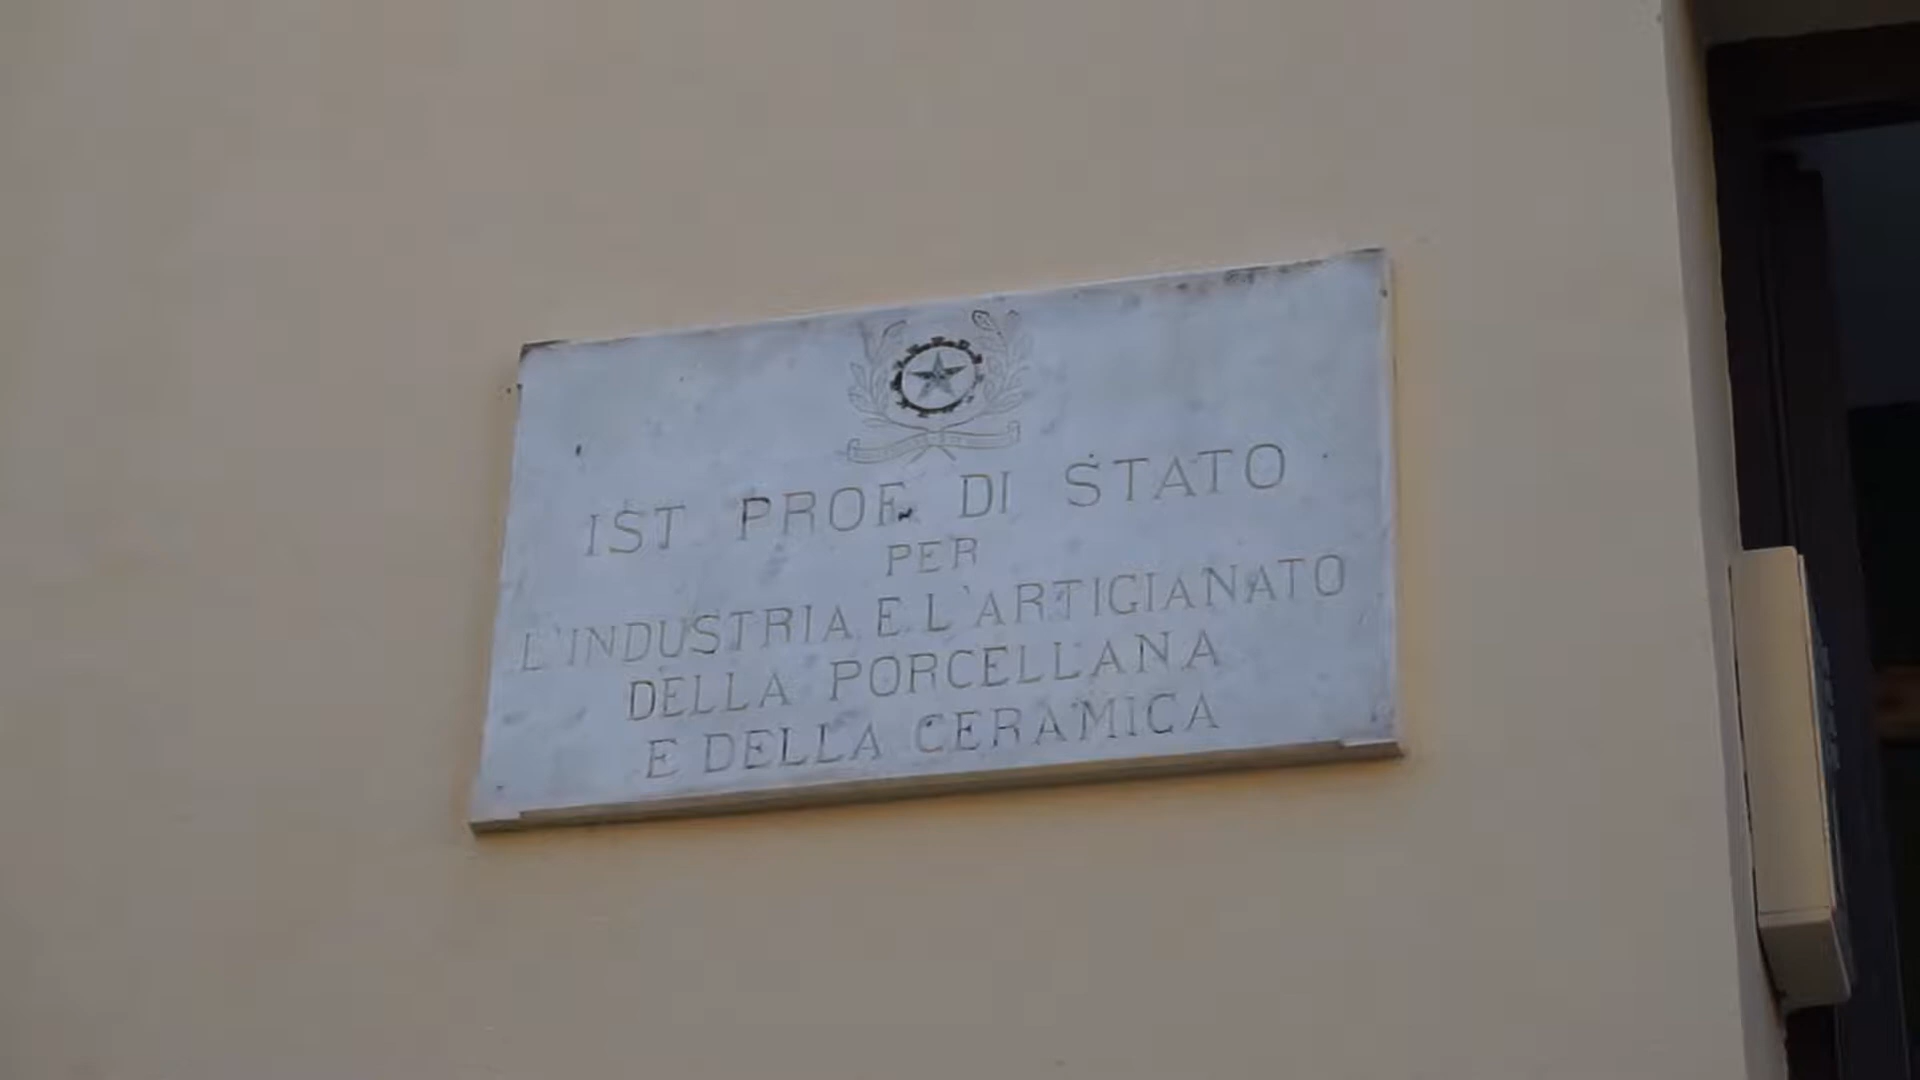 IST PROF. DI STATO
PER
L'INDUSTRIA E L'ARTIGIANATO
DELLA PORCELLANA
E DELLA CERAMICA